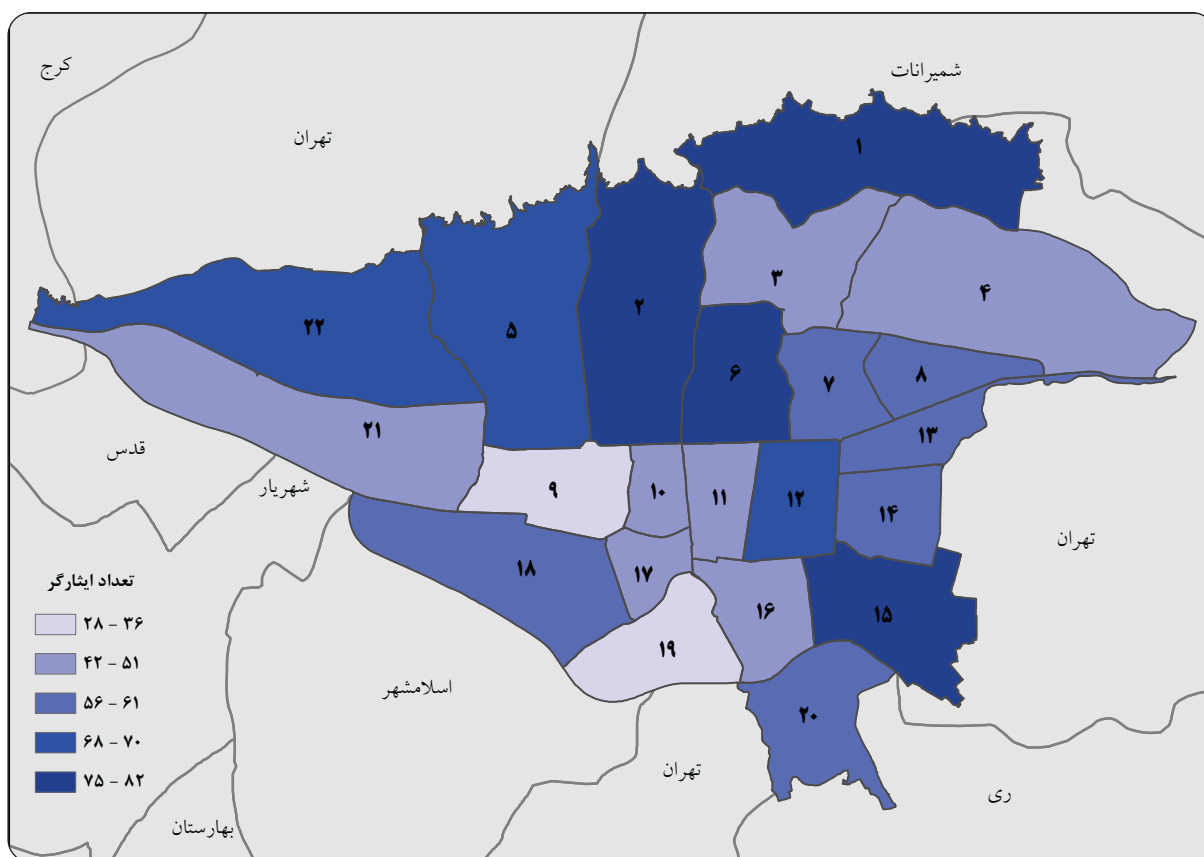 کرج
شمیرانات
تهران
۱
۳
۴
۲
۵
۲۲
۶
۷
۸
۲۱
۱۳
قدس
شهریار
۹
۱۰
۱۱
۱۲
۱۴
تهران
۱۸
۱۷
۱۶
۱۵
۱۹
اسلامشهر
۲۰
تهران
ری
بهارستان
تعداد ایثارگر
۲۸ - ۳۶
۴۲ - ۵۱
۵۶ - ۶۱
۶۸ - ۷۰
۷۵ - ۸۲